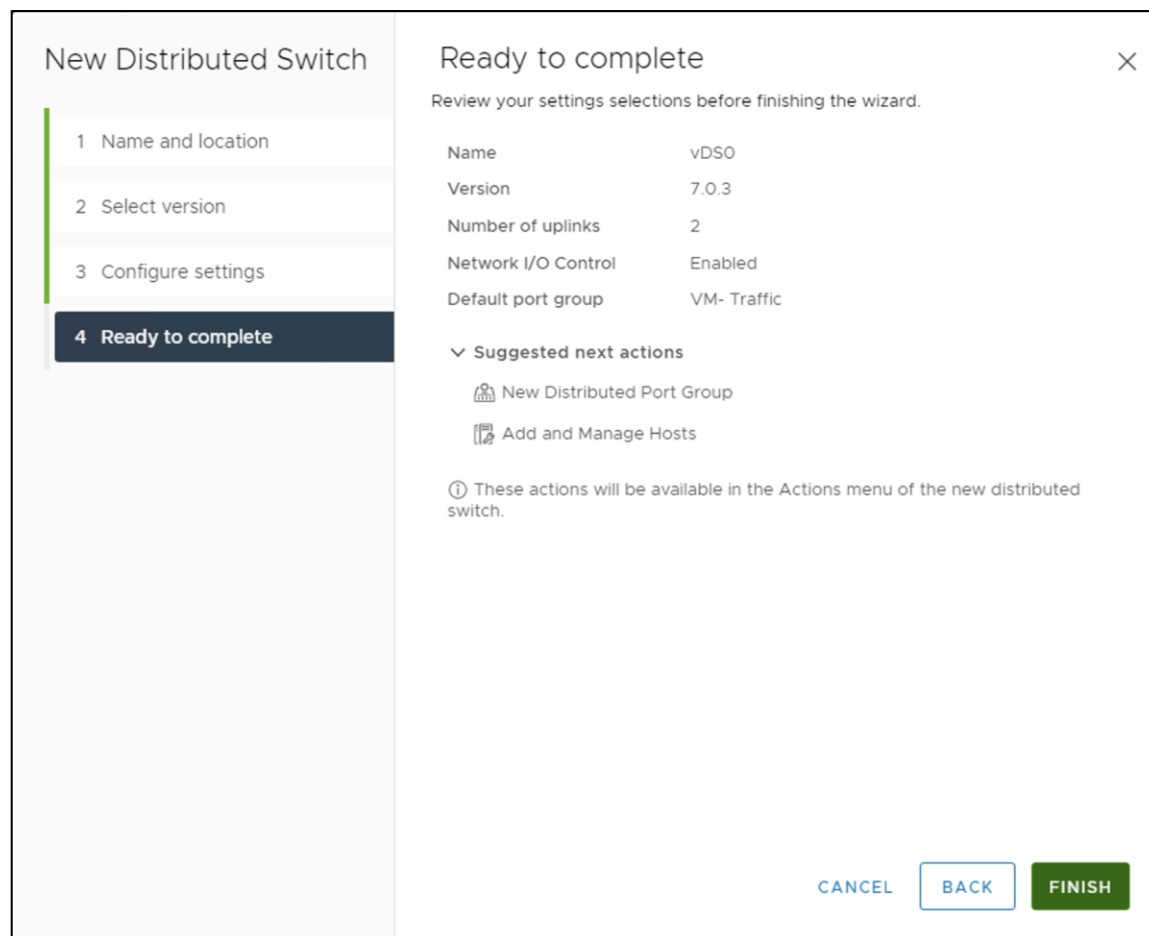 New Distributed Switch
1 Name and location
2 Select version
3 Configure settings
4 Ready to complete
Ready to complete
Review your settings selections before finishing the wizard.
Name vDS0
Version 7.0.3
Number of uplinks 2
Network I/O Control Enabled
Default port group VM- Traffic
Suggested next actions
New Distributed Port Group
Add and Manage Hosts
These actions will be available in the Actions menu of the new distributed
switch.
CANCEL BACK FINISH